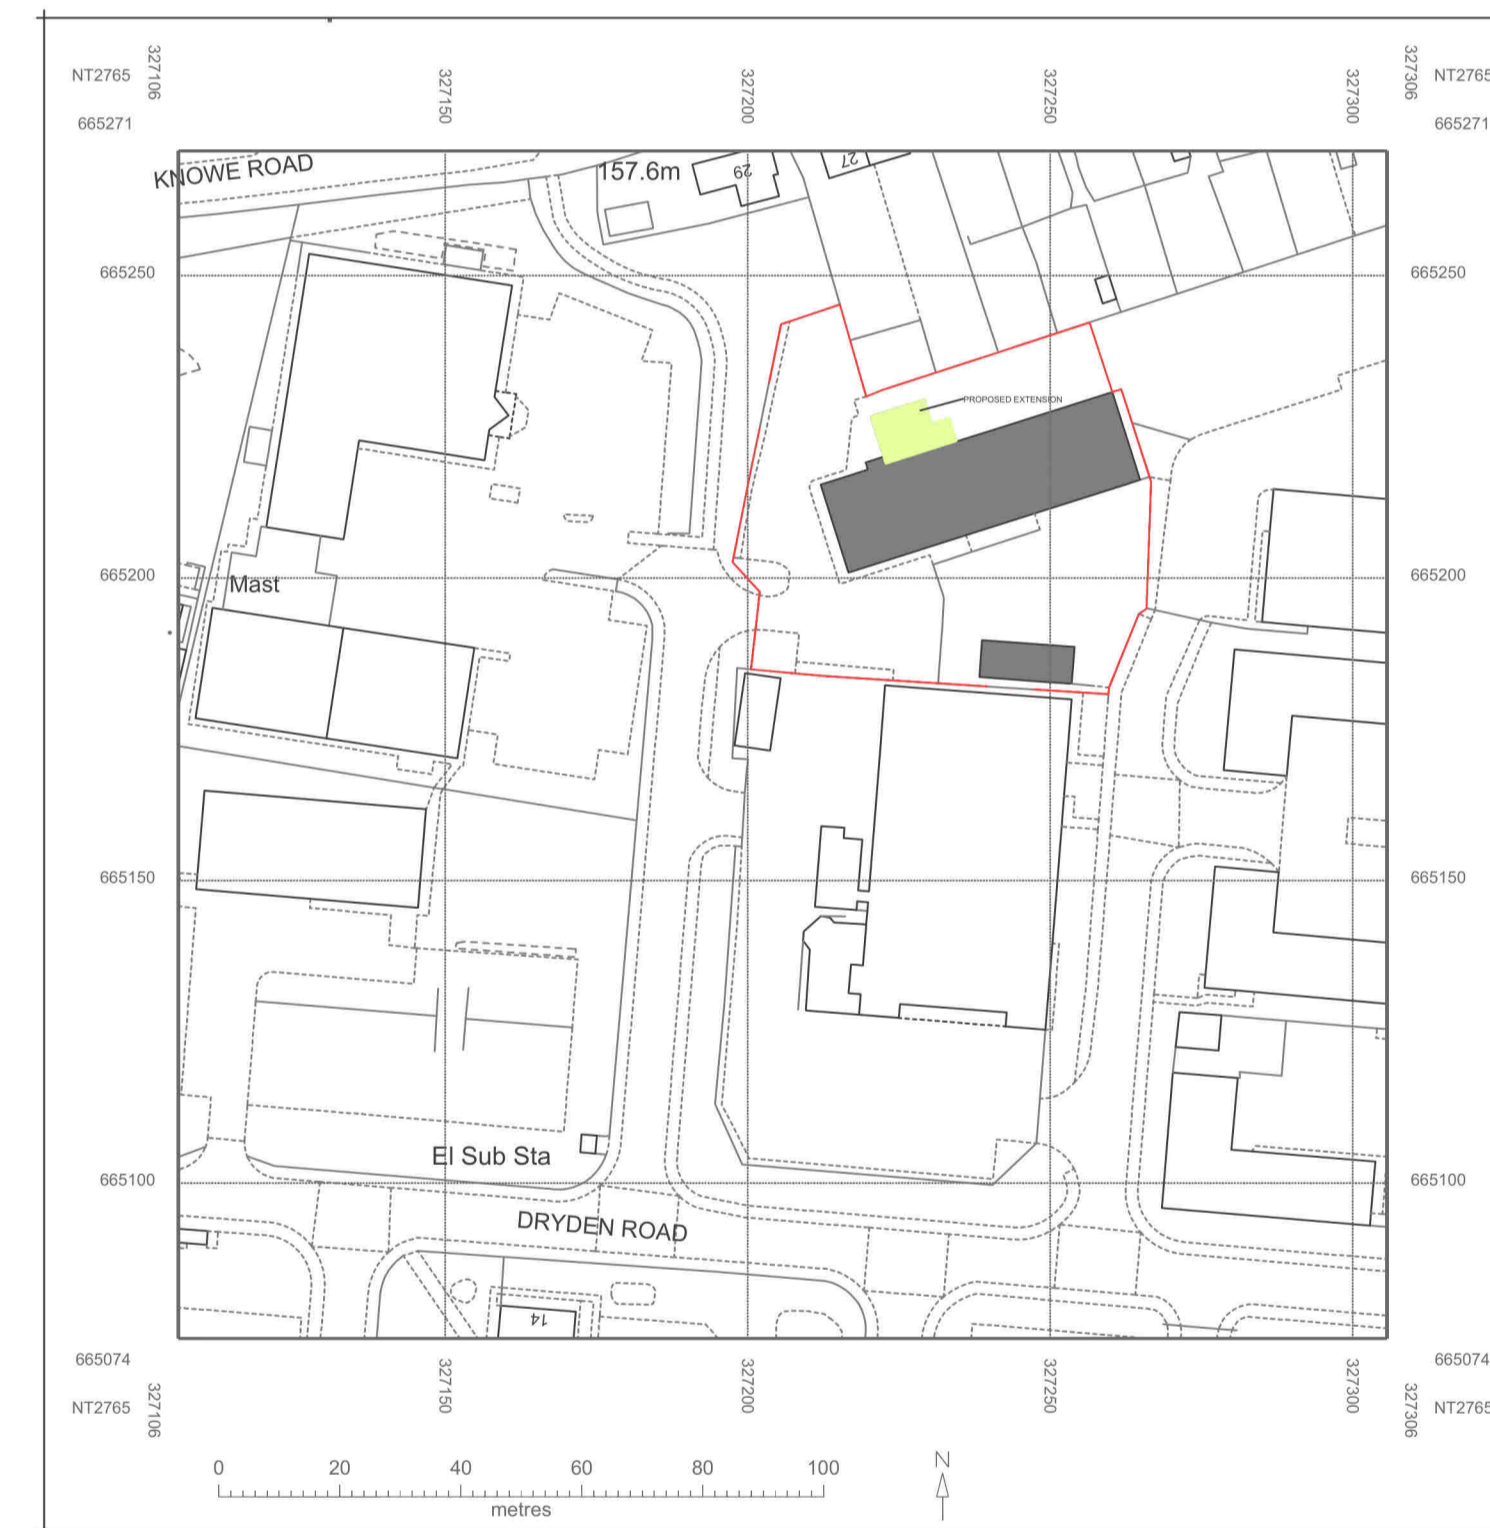 NT2765 327106 327150 327200 327250 327300 327306 NT2765
665271 665271
KNOWE ROAD
157.6m 29 27
665250 665250
PROPOSED EXTENSION
665200 665200
Mast
665150 665150
El Sub Sta
665100 665100
DRYDEN ROAD
14
665074 665074
NT2765 327106 327150 327200 327250 327300 327306 NT2765
0 20 40 60 80 100
metres
N